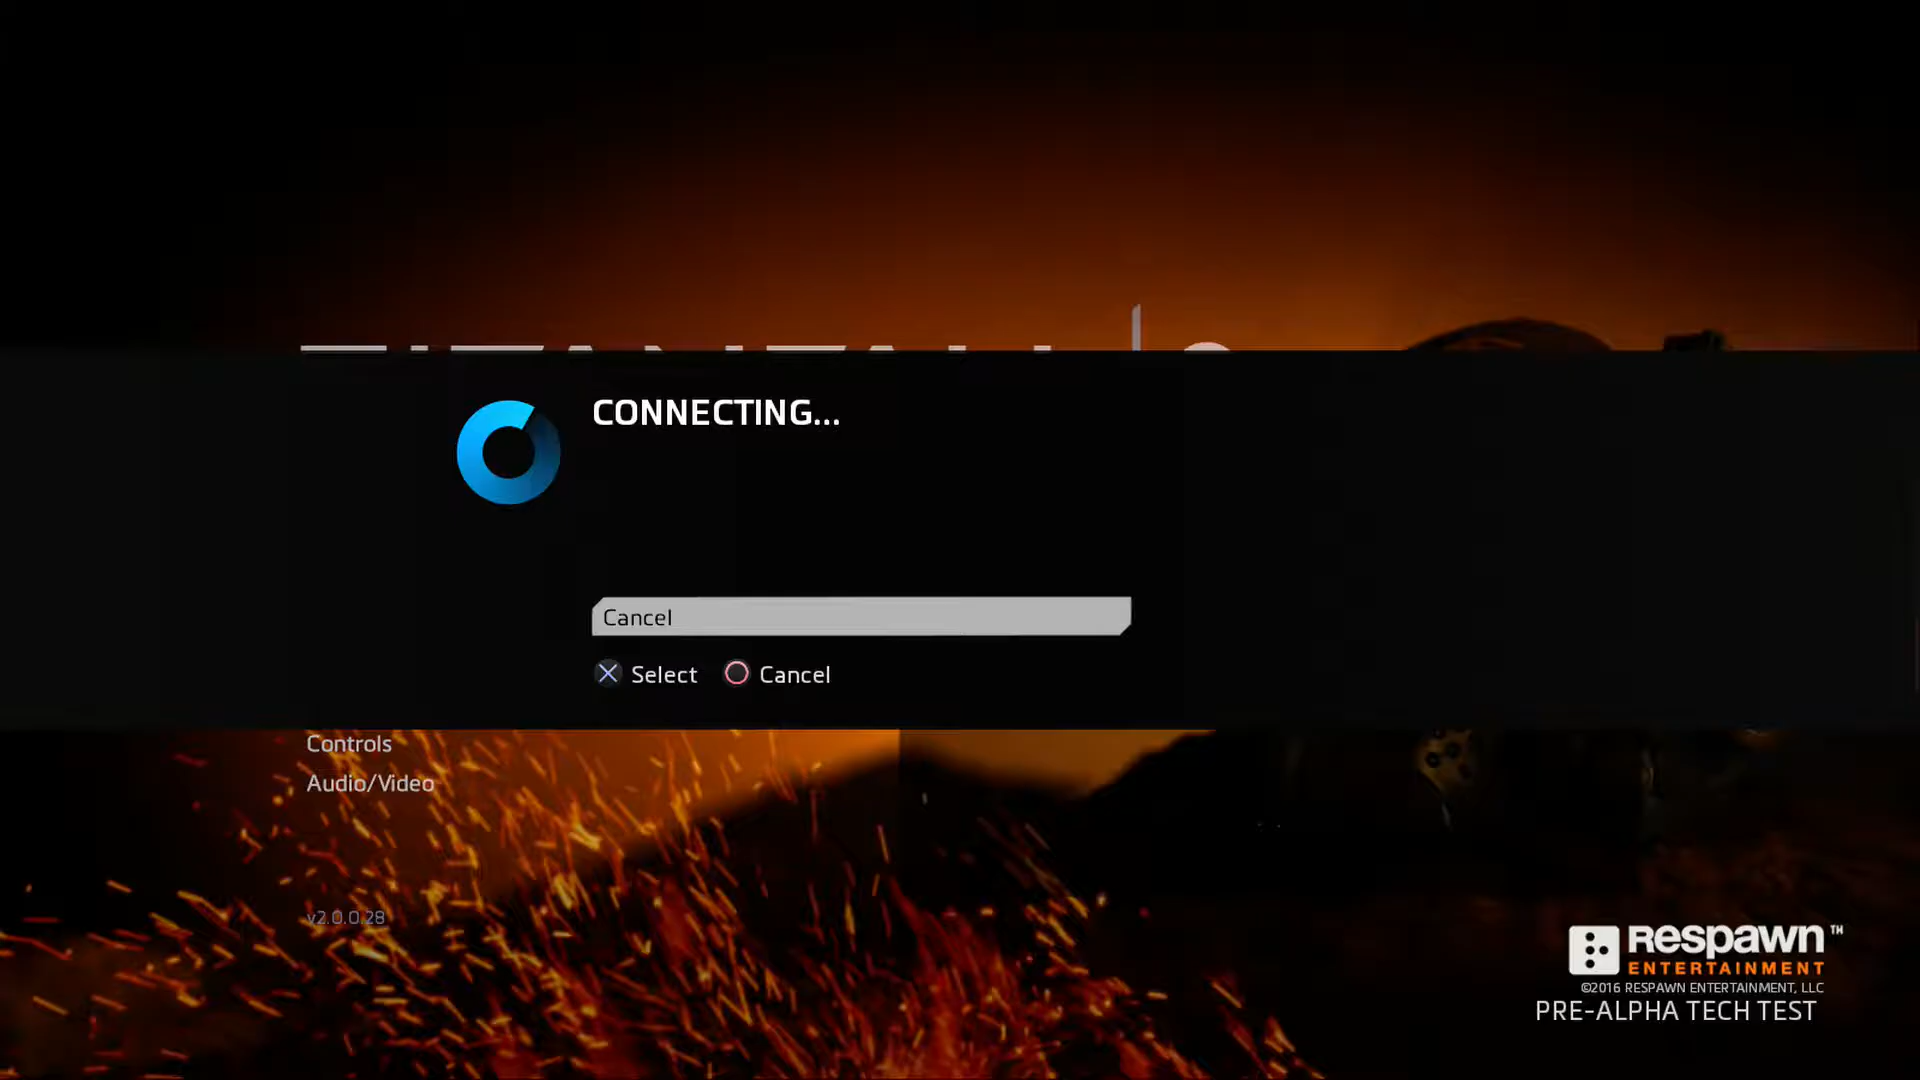 CONNECTING...
Cancel
Select Cancel
Controls
Audio/Video
v2.0.0.28
Respawn™
ENTERTAINMENT
©2016 RESPAWN ENTERTAINMENT, LLC
PRE-ALPHA TECH TEST